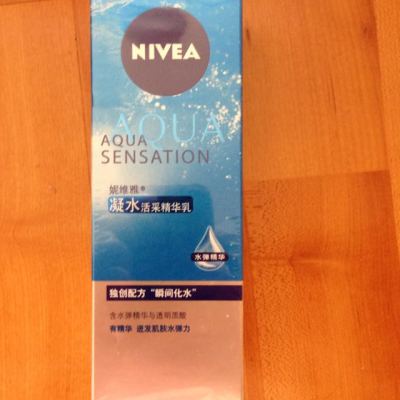 NIVEA
AQUA
AQUA
SENSATION
妮维雅®
凝水活采精华乳
水弹精华
独创配方 "瞬间化水"
含水弹精华与透明质酸
有精华 迸发肌肤水弹力